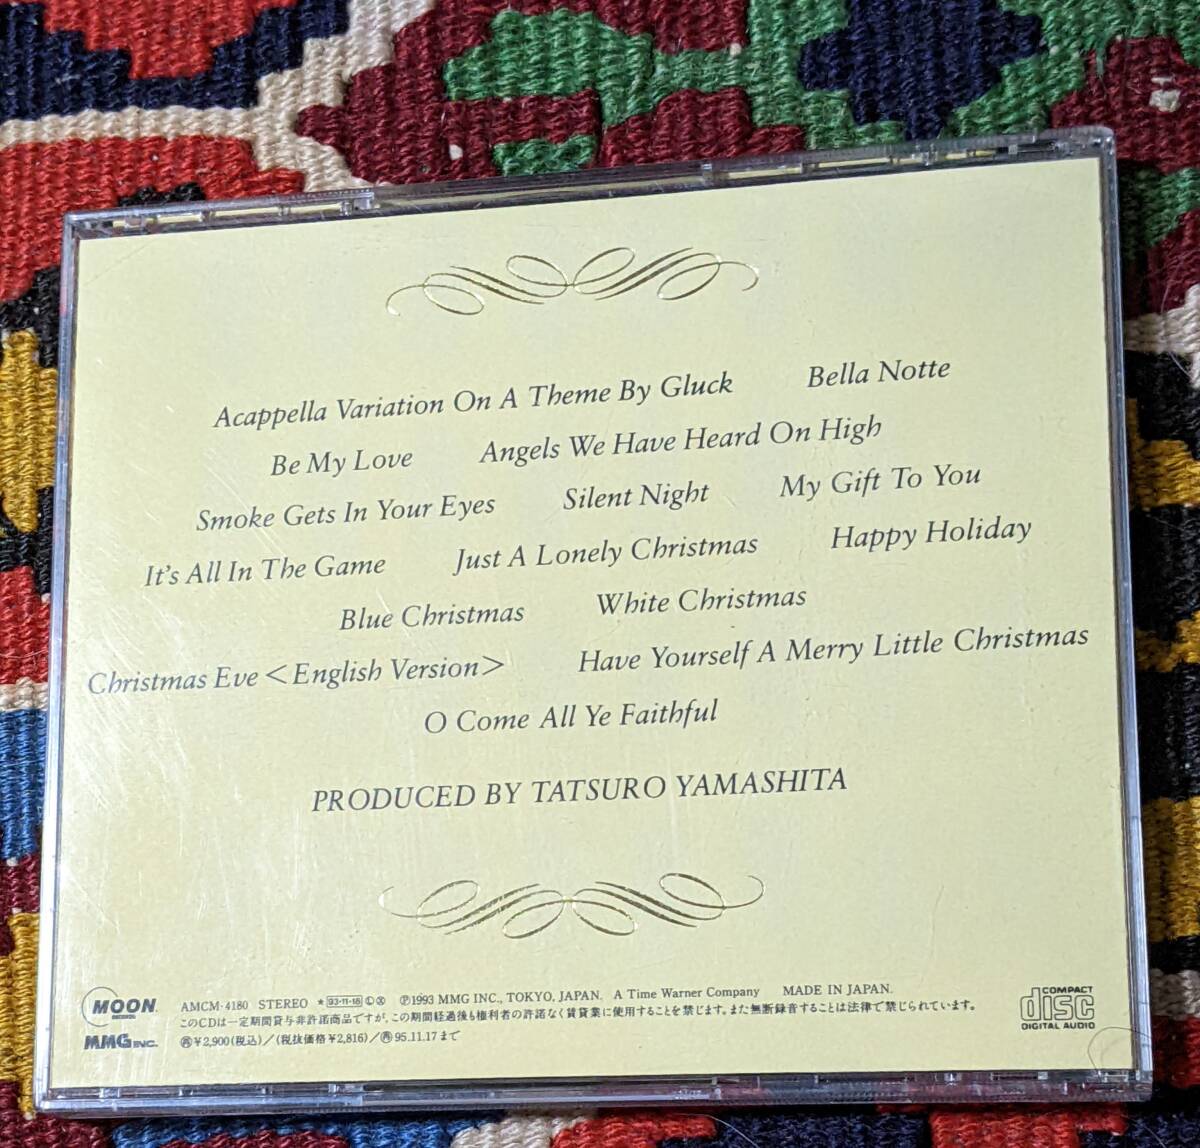 Acappella Variation On A Theme By Gluck Bella Notte
Be My Love Angels We Have Heard On High
Smoke Gets In Your Eyes Silent Night My Gift To You
It's All In The Game Just A Lonely Christmas Happy Holiday
Blue Christmas White Christmas
Christmas Eve <English Version> Have Yourself A Merry Little Christmas
O Come All Ye Faithful
PRODUCED BY TATSURO YAMASHITA
MOON
AMCM-4180 STEREO ★ 93・11・18 Ⓛ Ⓧ Ⓟ1993 MMG INC., TOKYO, JAPAN. A Time Warner Company MADE IN JAPAN.
このCDは一定期間貸与非許諾商品ですが、この期間経過後も権利者の許諾なく賃貸業に使用することを禁じます。また無断録音することは法律で禁じられています。
MMG INC. ㊢¥2,900(税込)/(税抜価格¥2,816)/㊢95.11.17まで
COMPACT
disc
DIGITAL AUDIO